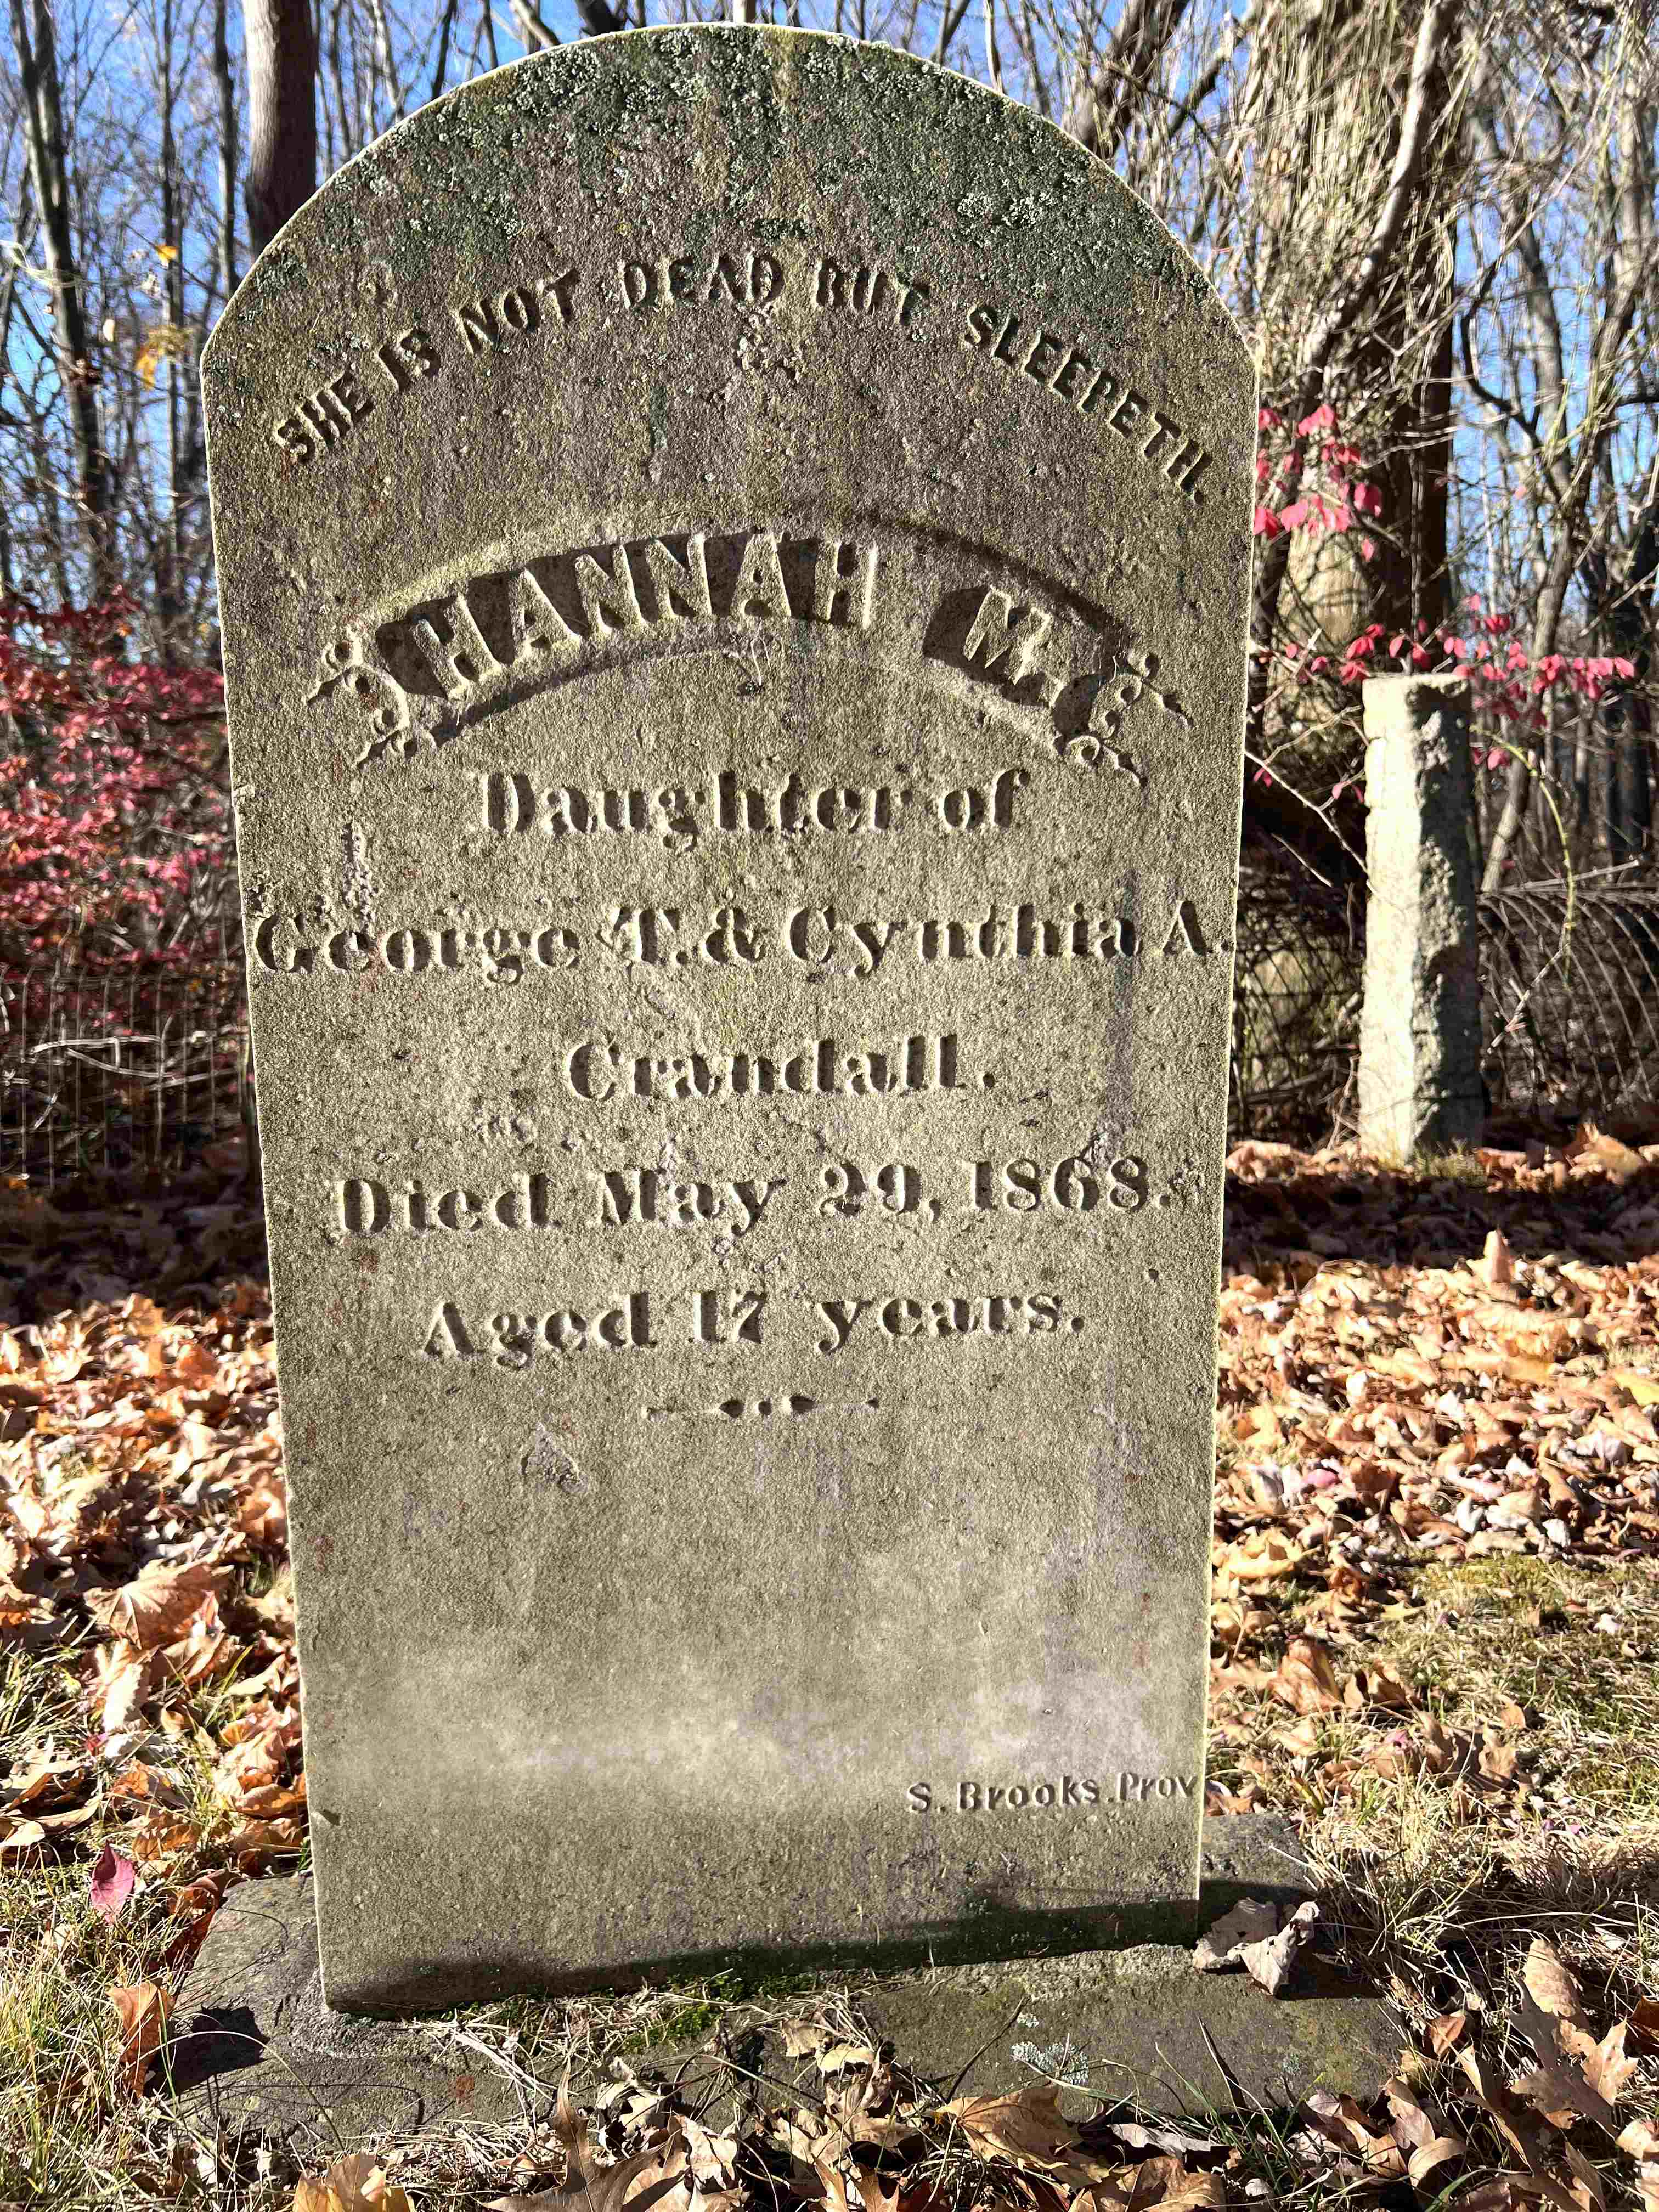 SHE IS NOT DEAD BUT SLEEPETH.
HANNAH M.
Daughter of
George T. & Cynthia A.
Crandall.
Died May 29, 1868.
Aged 17 years.
S. Brooks. Prov